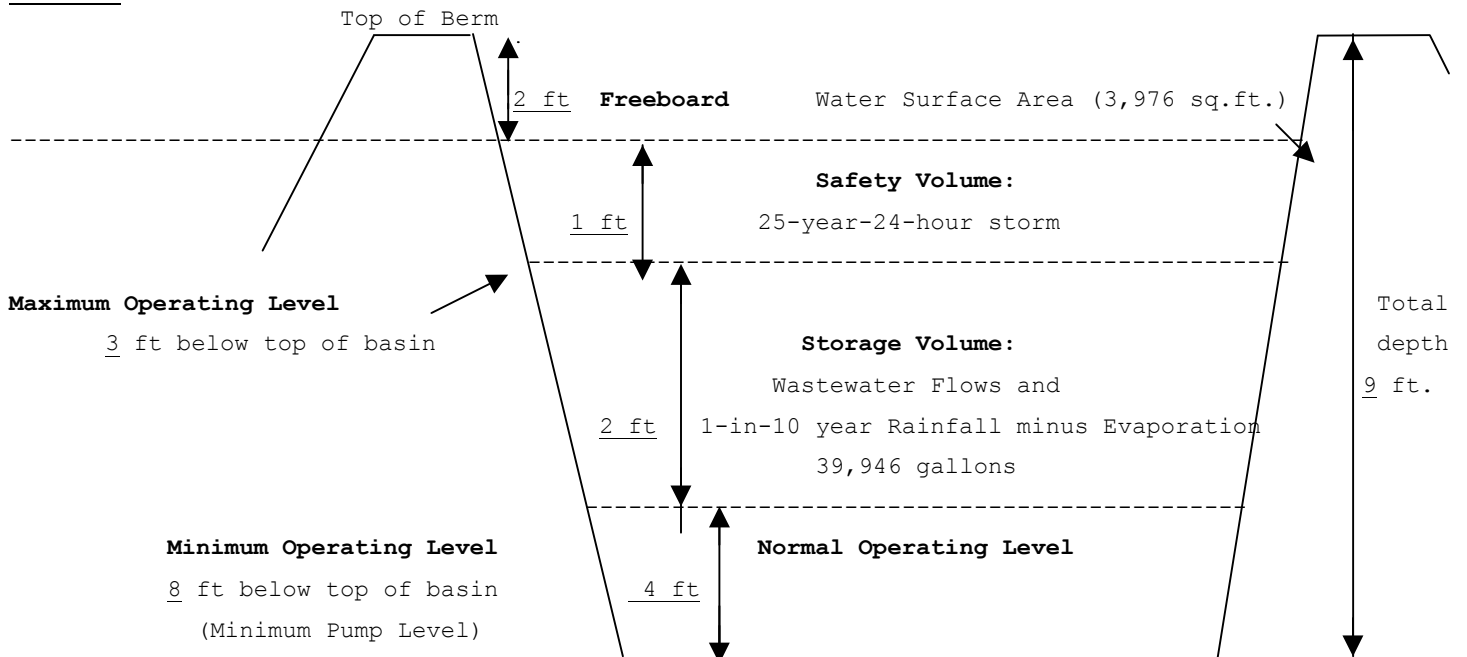 Top of Berm
2 ft Freeboard Water Surface Area (3,976 sq.ft.)
Safety Volume:
1 ft 25-year-24-hour storm
Maximum Operating Level
3 ft below top of basin
Total
depth
9 ft.
Storage Volume:
Wastewater Flows and
2 ft 1-in-10 year Rainfall minus Evaporation
39,946 gallons
Minimum Operating Level
8 ft below top of basin
(Minimum Pump Level)
Normal Operating Level
4 ft